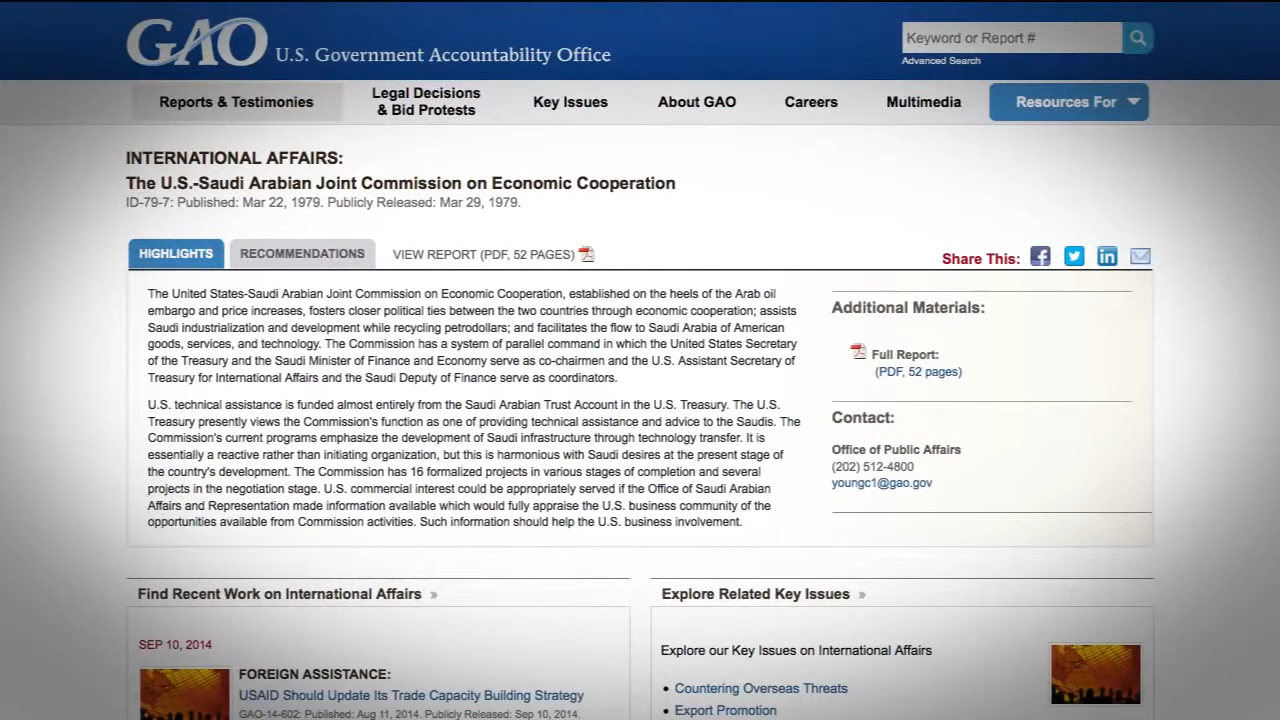 GAO U.S. Government Accountability Office
Keyword or Report #
Advanced Search
Reports & Testimonies
Legal Decisions
& Bid Protests
Key Issues
About GAO
Careers
Multimedia
Resources For
INTERNATIONAL AFFAIRS:
The U.S.-Saudi Arabian Joint Commission on Economic Cooperation
ID-79-7: Published: Mar 22, 1979. Publicly Released: Mar 29, 1979.
HIGHLIGHTS
RECOMMENDATIONS
VIEW REPORT (PDF, 52 PAGES)
Share This:
The United States-Saudi Arabian Joint Commission on Economic Cooperation, established on the heels of the Arab oil
embargo and price increases, fosters closer political ties between the two countries through economic cooperation; assists
Saudi industrialization and development while recycling petrodollars; and facilitates the flow to Saudi Arabia of American
goods, services, and technology. The Commission has a system of parallel command in which the United States Secretary
of the Treasury and the Saudi Minister of Finance and Economy serve as co-chairmen and the U.S. Assistant Secretary of
Treasury for International Affairs and the Saudi Deputy of Finance serve as coordinators.
U.S. technical assistance is funded almost entirely from the Saudi Arabian Trust Account in the U.S. Treasury. The U.S.
Treasury presently views the Commission's function as one of providing technical assistance and advice to the Saudis. The
Commission's current programs emphasize the development of Saudi infrastructure through technology transfer. It is
essentially a reactive rather than initiating organization, but this is harmonious with Saudi desires at the present stage of
the country's development. The Commission has 16 formalized projects in various stages of completion and several
projects in the negotiation stage. U.S. commercial interest could be appropriately served if the Office of Saudi Arabian
Affairs and Representation made information available which would fully appraise the U.S. business community of the
opportunities available from Commission activities. Such information should help the U.S. business involvement.
Additional Materials:
Full Report:
(PDF, 52 pages)
Contact:
Office of Public Affairs
(202) 512-4800
youngc1@gao.gov
Find Recent Work on International Affairs »
SEP 10, 2014
FOREIGN ASSISTANCE:
USAID Should Update Its Trade Capacity Building Strategy
GAO-14-602: Published: Aug 11, 2014. Publicly Released: Sep 10, 2014.
Explore Related Key Issues »
Explore our Key Issues on International Affairs
• Countering Overseas Threats
• Export Promotion